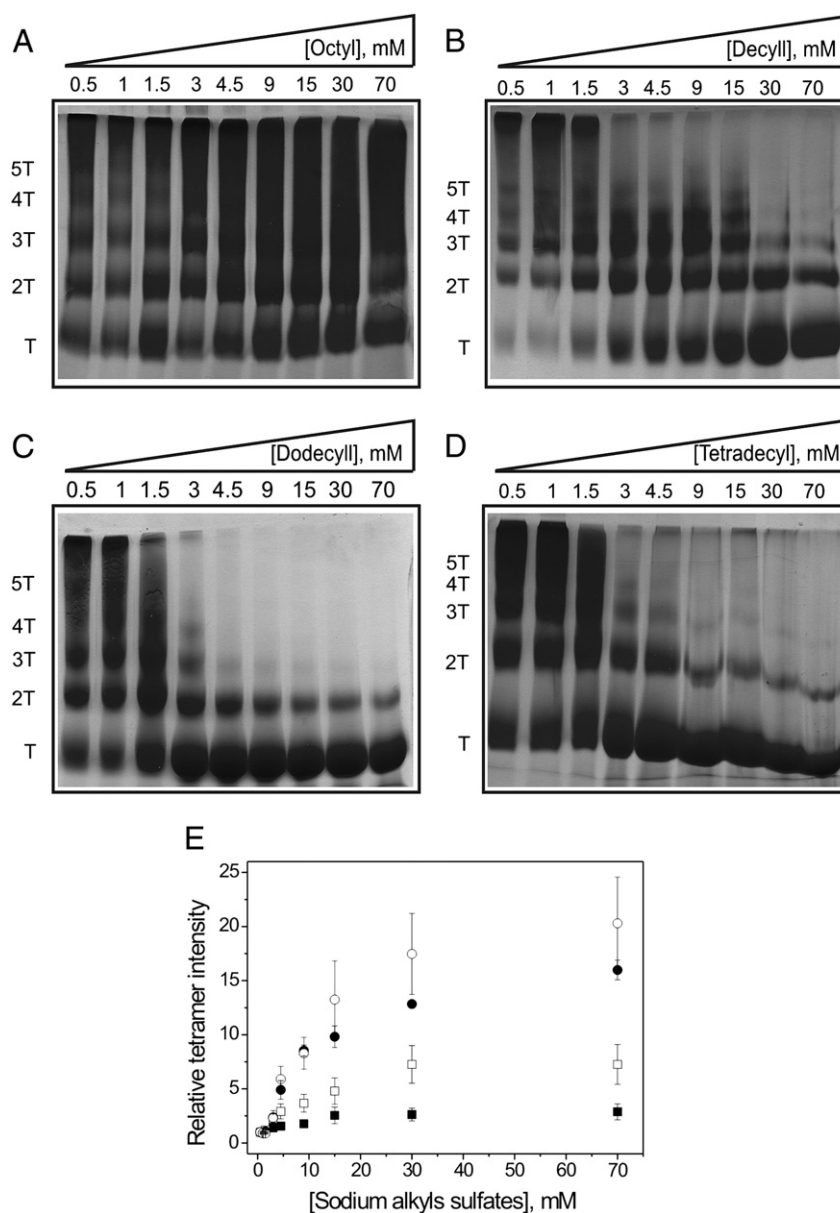 A
[Octyl], mM
0.5 1 1.5 3 4.5 9 15 30 70
5T
4T
3T
2T
T
B
[Decyll], mM
0.5 1 1.5 3 4.5 9 15 30 70
5T
4T
3T
2T
T
C
[Dodecyll], mM
0.5 1 1.5 3 4.5 9 15 30 70
5T
4T
3T
2T
T
D
[Tetradecyl], mM
0.5 1 1.5 3 4.5 9 15 30 70
5T
4T
3T
2T
T
E
Relative tetramer intensity
25
20
15
10
5
0
0 10 20 30 40 50 60 70
[Sodium alkyls sulfates], mM